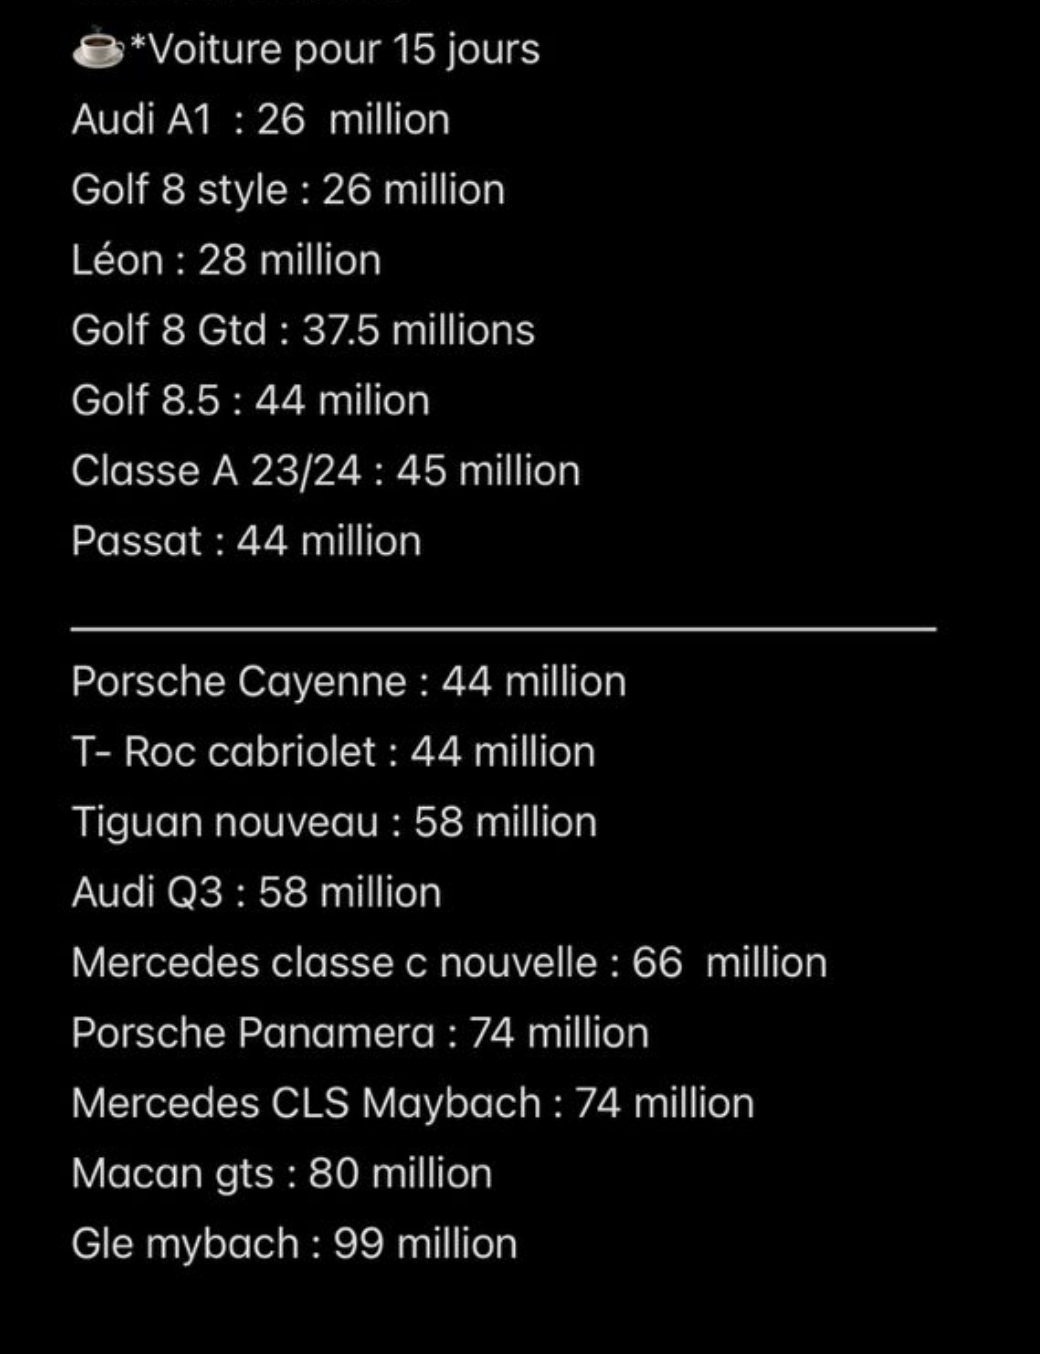 ☕*Voiture pour 15 jours
Audi A1  : 26  million
Golf 8 style : 26 million
Léon : 28 million
Golf 8 Gtd : 37.5 millions
Golf 8.5 : 44 milion
Classe A 23/24 : 45 million
Passat : 44 million
Porsche Cayenne : 44 million
T- Roc cabriolet : 44 million
Tiguan nouveau : 58 million
Audi Q3 : 58 million
Mercedes classe c nouvelle : 66  million
Porsche Panamera : 74 million
Mercedes CLS Maybach : 74 million
Macan gts : 80 million
Gle mybach : 99 million